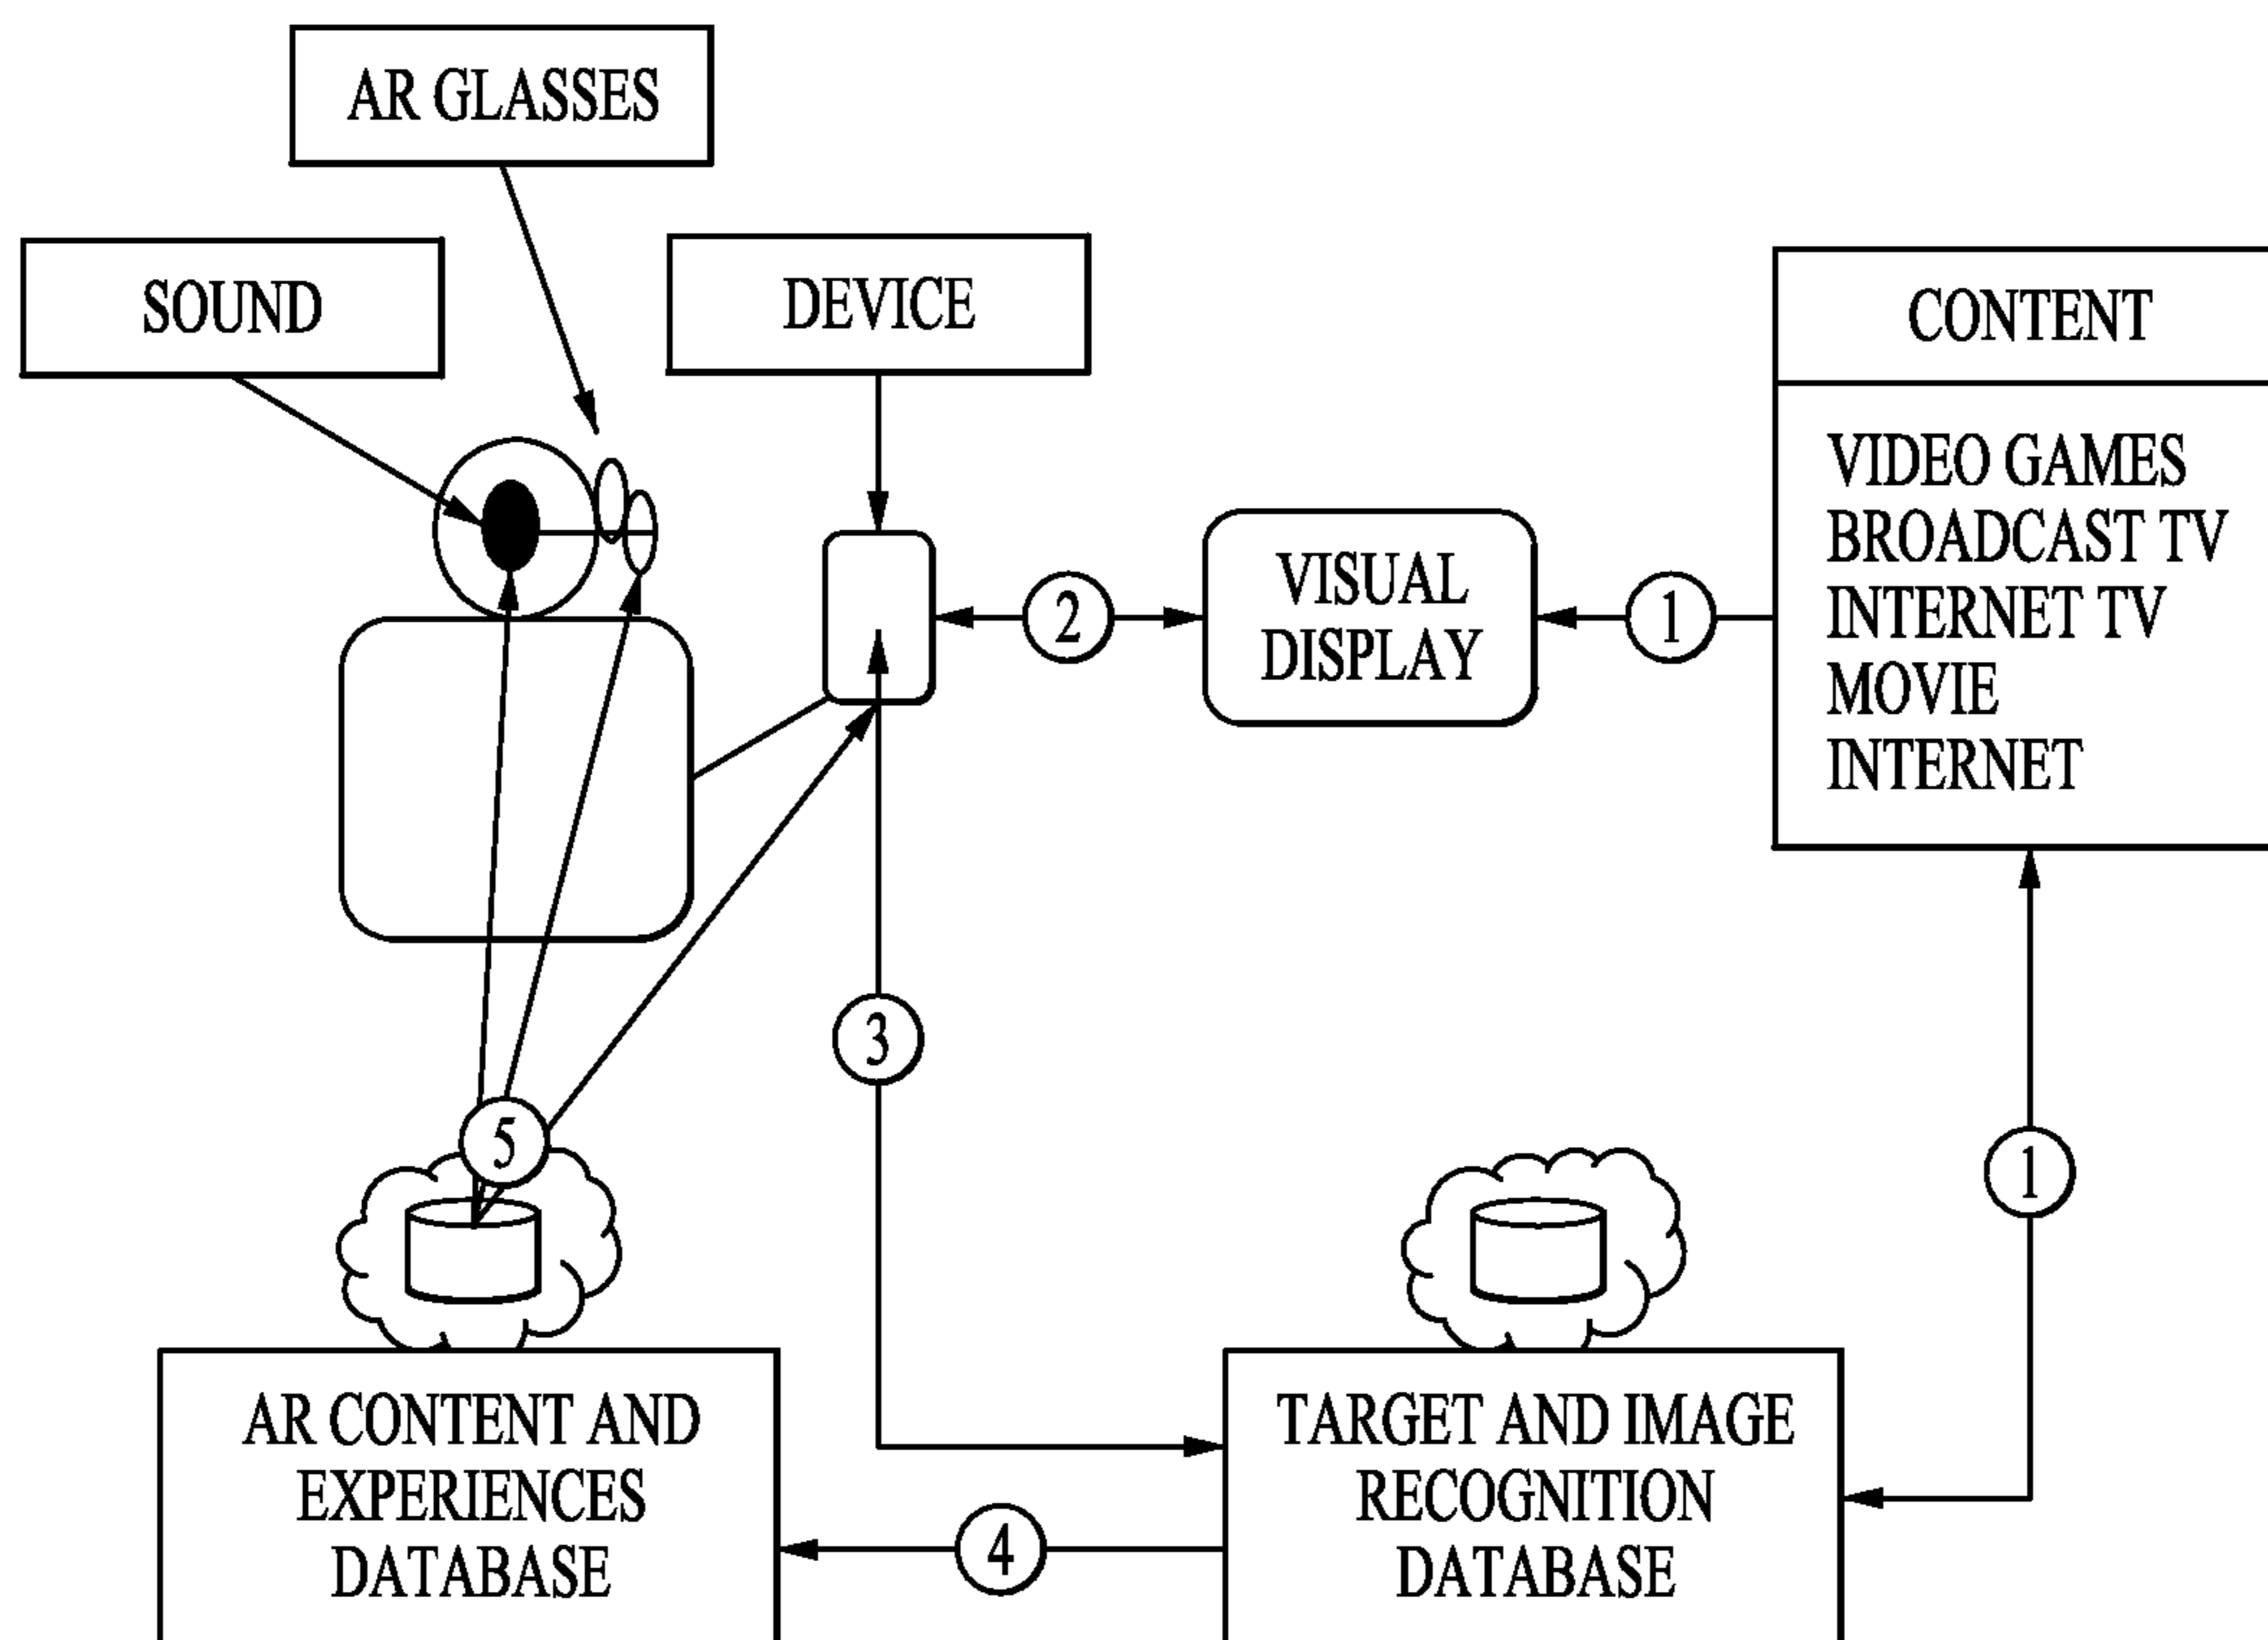 AR GLASSES
SOUND
DEVICE
CONTENT
VIDEO GAMES
BROADCAST TV
INTERNET TV
MOVIE
INTERNET
VISUAL
DISPLAY
2
1
3
1
5
4
AR CONTENT AND
EXPERIENCES
DATABASE
TARGET AND IMAGE
RECOGNITION
DATABASE